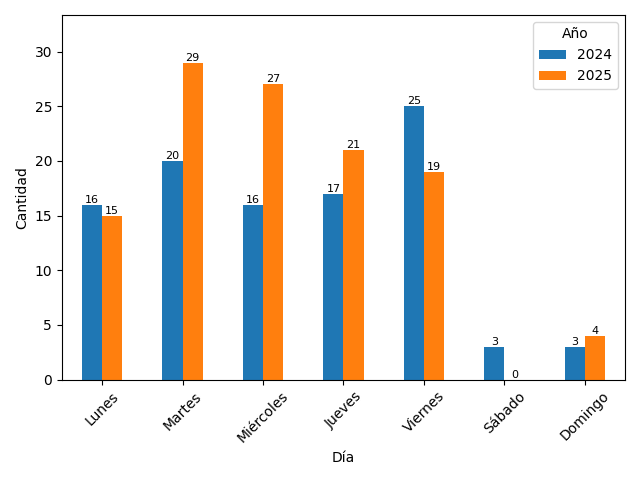 Año
2024
2025
30
25
20
15
10
5
0
Cantidad
16
15
20
29
16
27
17
21
25
19
3
0
3
4
Lunes
Martes
Miércoles
Jueves
Viernes
Sábado
Domingo
Día